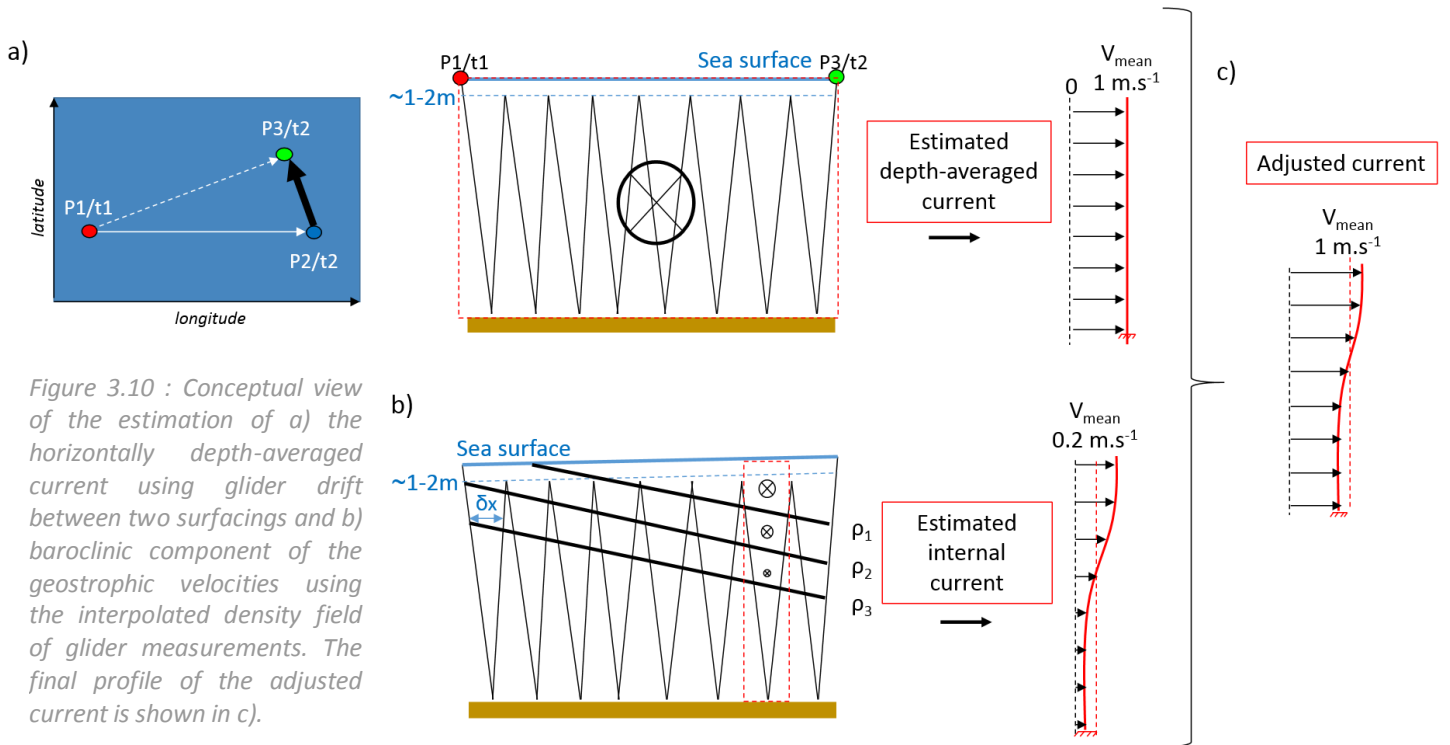 a)
P3/t2
P1/t1
P2/t2
latitude
longitude
P1/t1
Sea surface
P3/t2
~1-2m
Estimated
depth-averaged
current
0
Vmean
1 m.s-1
c)
Adjusted current
Vmean
1 m.s-1
Figure 3.10 : Conceptual view
of the estimation of a) the
horizontally depth-averaged
current using glider drift
between two surfacings and b)
baroclinic component of the
geostrophic velocities using
the interpolated density field
of glider measurements. The
final profile of the adjusted
current is shown in c).
b)
Sea surface
~1-2m
δx
ρ1
ρ2
ρ3
Estimated
internal
current
Vmean
0.2 m.s-1